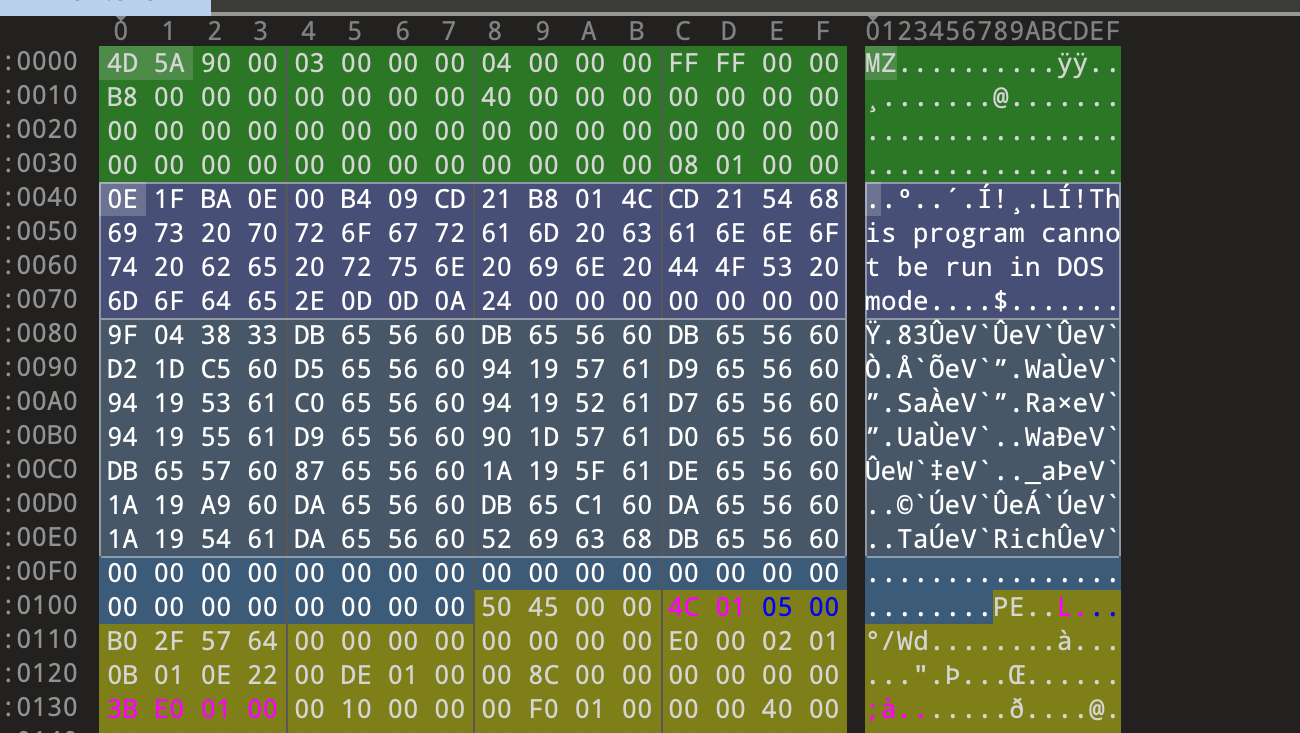 0 1 2 3 4 5 6 7 8 9 A B C D E F 0123456789ABCDEF
:0000 4D 5A 90 00 03 00 00 00 04 00 00 00 FF FF 00 00 MZ..........ÿÿ..
:0010 B8 00 00 00 00 00 00 00 40 00 00 00 00 00 00 00 ¸.......@.......
:0020 00 00 00 00 00 00 00 00 00 00 00 00 00 00 00 00 ................
:0030 00 00 00 00 00 00 00 00 00 00 00 00 08 01 00 00 ................
:0040 0E 1F BA 0E 00 B4 09 CD 21 B8 01 4C CD 21 54 68 ..º..´.Í!¸.LÍ!Th
:0050 69 73 20 70 72 6F 67 72 61 6D 20 63 61 6E 6E 6F is program canno
:0060 74 20 62 65 20 72 75 6E 20 69 6E 20 44 4F 53 20 t be run in DOS
:0070 6D 6F 64 65 2E 0D 0D 0A 24 00 00 00 00 00 00 00 mode....$.......
:0080 9F 04 38 33 DB 65 56 60 DB 65 56 60 DB 65 56 60 Ÿ.83ÛeV`ÛeV`ÛeV`
:0090 D2 1D C5 60 D5 65 56 60 94 19 57 61 D9 65 56 60 Ò.Å`ÕeV`”.WaÙeV`
:00A0 94 19 53 61 C0 65 56 60 94 19 52 61 D7 65 56 60 ”.SaÀeV`”.Ra×eV`
:00B0 94 19 55 61 D9 65 56 60 90 1D 57 61 D0 65 56 60 ”.UaÙeV`..WaÐeV`
:00C0 DB 65 57 60 87 65 56 60 1A 19 5F 61 DE 65 56 60 ÛeW`‡eV`.._aÞeV`
:00D0 1A 19 A9 60 DA 65 56 60 DB 65 C1 60 DA 65 56 60 ..©`ÚeV`ÛeÁ`ÚeV`
:00E0 1A 19 54 61 DA 65 56 60 52 69 63 68 DB 65 56 60 ..TaÚeV`RichÛeV`
:00F0 00 00 00 00 00 00 00 00 00 00 00 00 00 00 00 00 ................
:0100 00 00 00 00 00 00 00 00 50 45 00 00 4C 01 05 00 ........PE..L...
:0110 B0 2F 57 64 00 00 00 00 00 00 00 00 E0 00 02 01 °/Wd........à...
:0120 0B 01 0E 22 00 DE 01 00 00 8C 00 00 00 00 00 00 ...".Þ...Œ......
:0130 3B E0 01 00 00 10 00 00 00 F0 01 00 00 00 40 00 ;à.......ð....@.